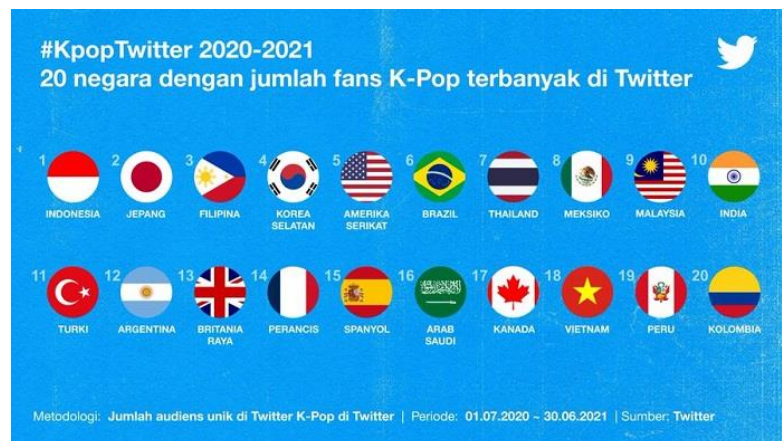 #KpopTwitter 2020-2021
20 negara dengan jumlah fans K-Pop terbanyak di Twitter
1 2 3 4 5 6 7 8 9 10
INDONESIA JEPANG FILIPINA KOREA SELATAN AMERIKA SERIKAT BRAZIL THAILAND MEKSIKO MALAYSIA INDIA
11 12 13 14 15 16 17 18 19 20
TURKI ARGENTINA BRITANIA RAYA PERANCIS SPANYOL ARAB SAUDI KANADA VIETNAM PERU KOLOMBIA
Metodologi: Jumlah audiens unik di Twitter K-Pop di Twitter | Periode: 01.07.2020 ~ 30.06.2021 | Sumber: Twitter